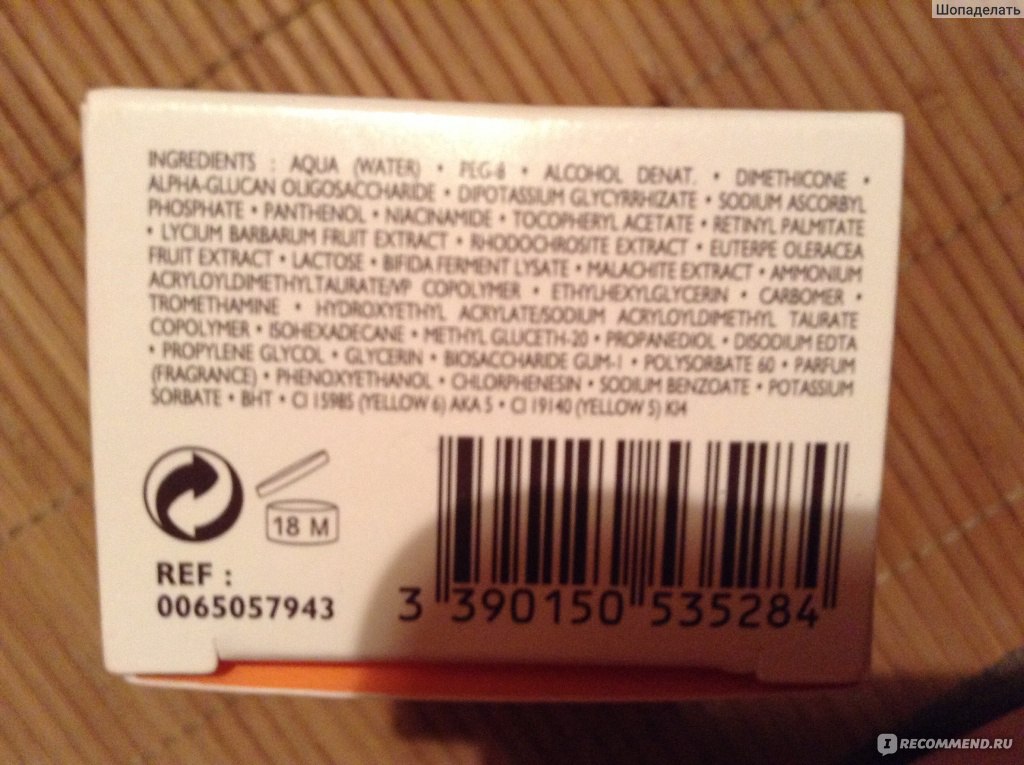 Шопаделать
INGREDIENTS : AQUA (WATER) • PEG-8 • ALCOHOL DENAT. • DIMETHICONE •
ALPHA-GLUCAN OLIGOSACCHARIDE • DIPOTASSIUM GLYCYRRHIZATE • SODIUM ASCORBYL
PHOSPHATE • PANTHENOL • NIACINAMIDE • TOCOPHERYL ACETATE • RETINYL PALMITATE
• LYCIUM BARBARUM FRUIT EXTRACT • RHODOCHROSITE EXTRACT • EUTERPE OLERACEA
FRUIT EXTRACT • LACTOSE • BIFIDA FERMENT LYSATE • MALACHITE EXTRACT • AMMONIUM
ACRYLOYLDIMETHYLTAURATE/VP COPOLYMER • ETHYLHEXYLGLYCERIN • CARBOMER •
TROMETHAMINE • HYDROXYETHYL ACRYLATE/SODIUM ACRYLOYLDIMETHYL TAURATE
COPOLYMER • ISOHEXADECANE • METHYL GLUCETH-20 • PROPANEDIOL • DISODIUM EDTA
• PROPYLENE GLYCOL • GLYCERIN • BIOSACCHARIDE GUM-1 • POLYSORBATE 60 • PARFUM
(FRAGRANCE) • PHENOXYETHANOL • CHLORPHENESIN • SODIUM BENZOATE • POTASSIUM
SORBATE • BHT • CI 15985 (YELLOW 6) AKA 5 • CI 19140 (YELLOW 5) KI4
18 M
REF :
0065057943
3 390150 535284
IRECOMMEND.RU